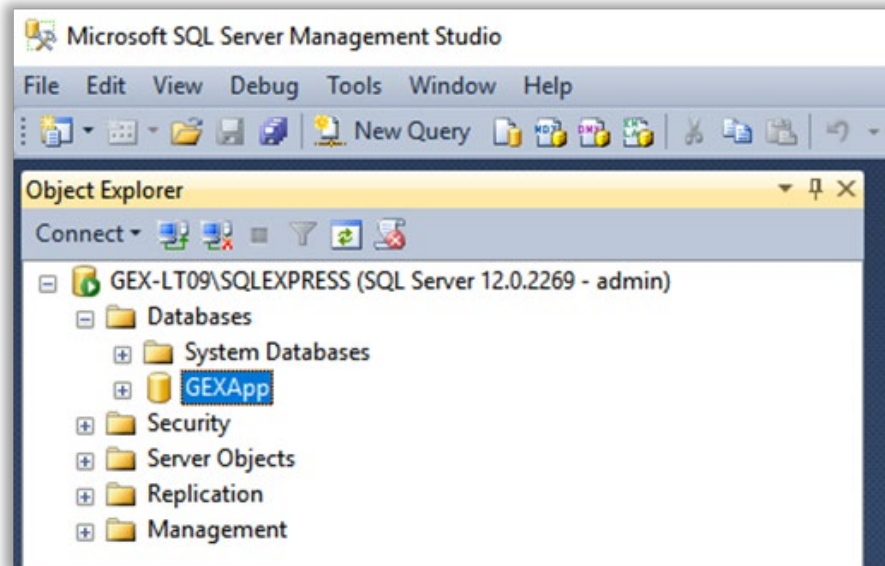 Microsoft SQL Server Management Studio
File Edit View Debug Tools Window Help
New Query
Object Explorer
Connect
GEX-LT09\SQLEXPRESS (SQL Server 12.0.2269 - admin)
Databases
System Databases
GEXApp
Security
Server Objects
Replication
Management